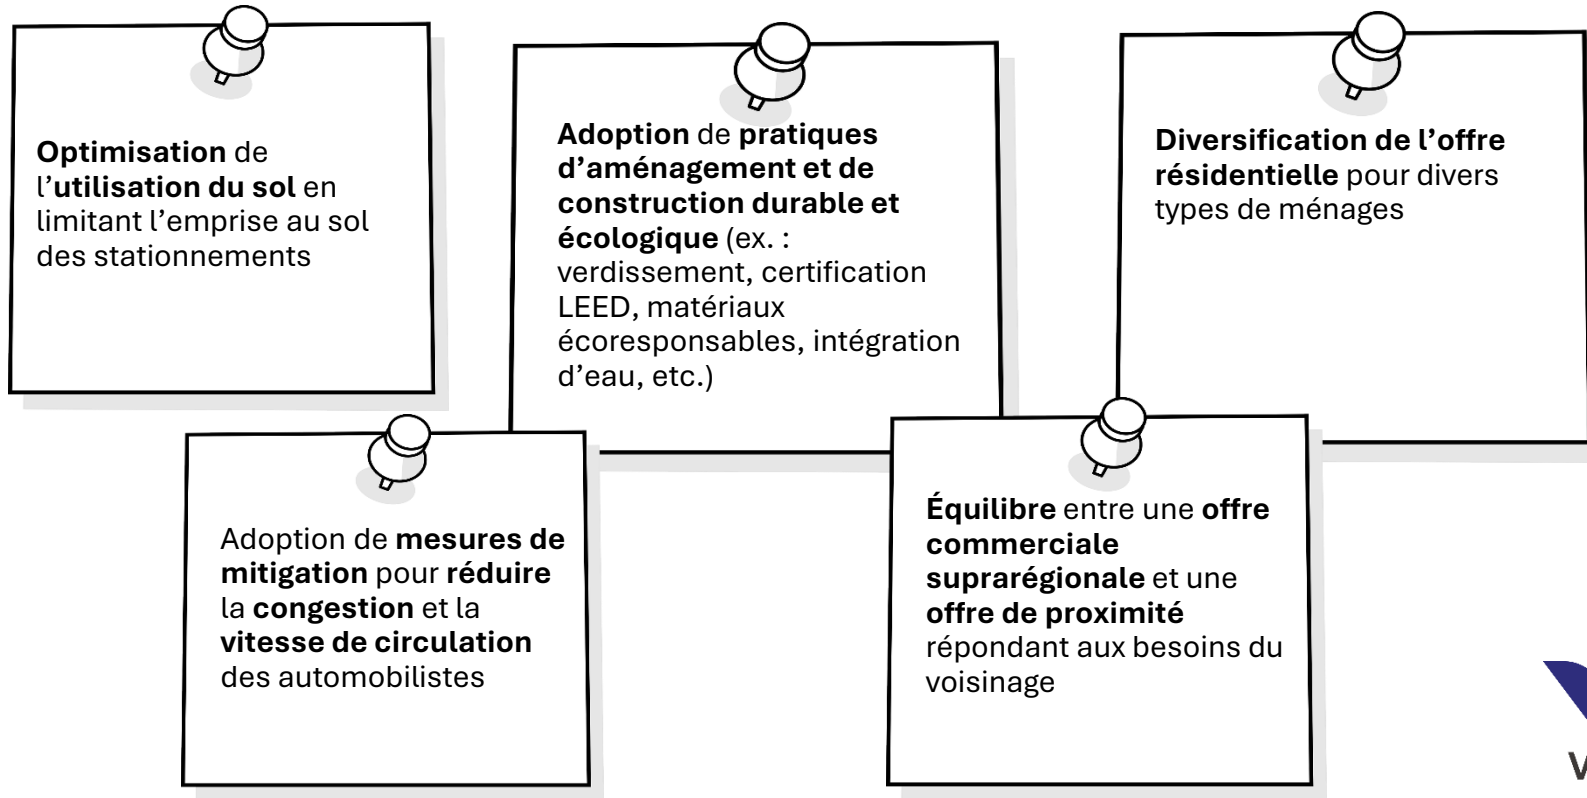 Optimisation de
l’utilisation du sol en
limitant l’emprise au sol
des stationnements
Adoption de pratiques
d’aménagement et de
construction durable et
écologique (ex. :
verdissement, certification
LEED, matériaux
écoresponsables, intégration
d’eau, etc.)
Diversification de l’offre
résidentielle pour divers
types de ménages
Adoption de mesures de
mitigation pour réduire
la congestion et la
vitesse de circulation
des automobilistes
Équilibre entre une offre
commerciale
suprarégionale et une
offre de proximité
répondant aux besoins du
voisinage